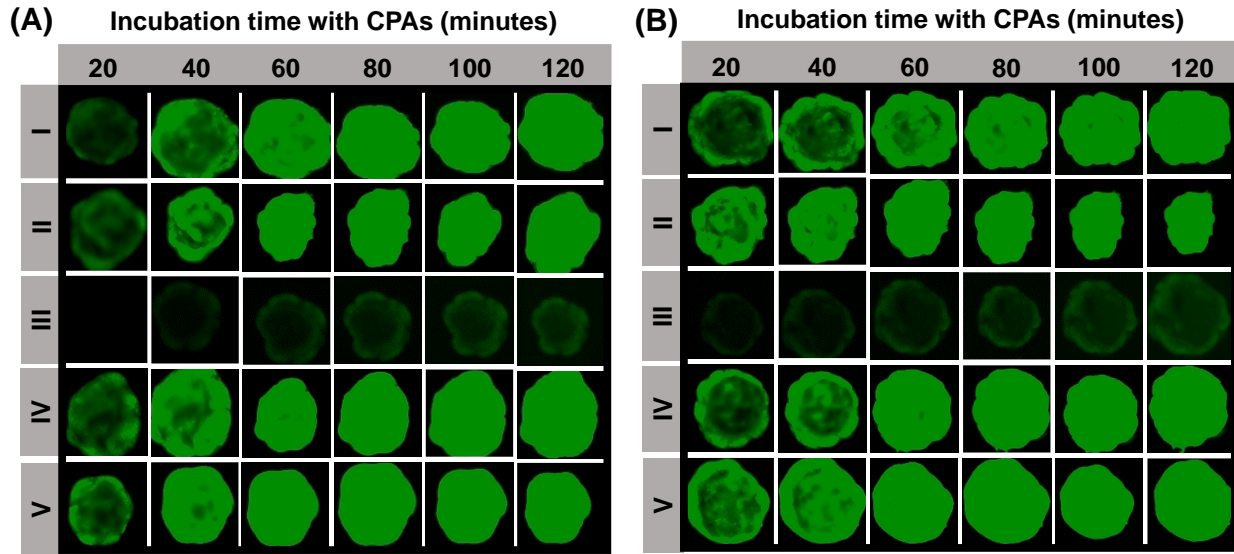 (A) Incubation time with CPAs (minutes)
20 40 60 80 100 120
I
II
III
IV
V
(B) Incubation time with CPAs (minutes)
20 40 60 80 100 120
I
II
III
IV
V